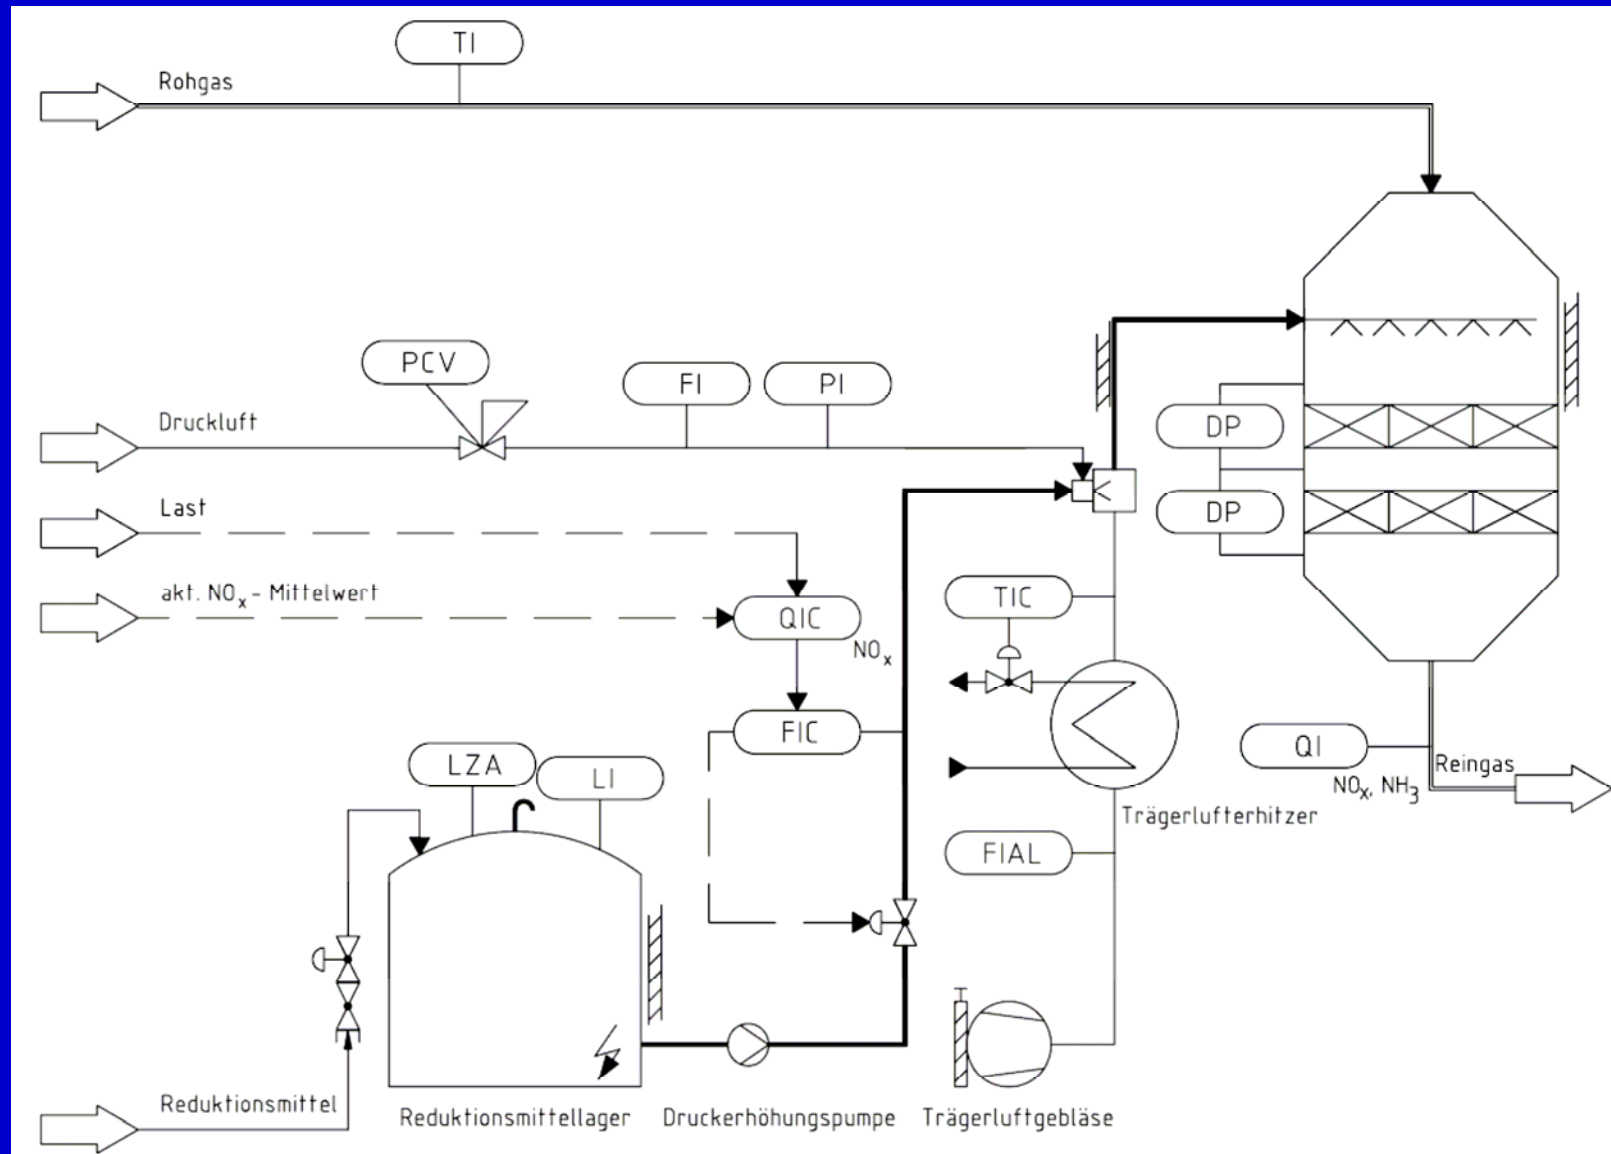 TI
Rohgas
PCV
FI
PI
Druckluft
DP
Last
DP
akt. NOx - Mittelwert
QIC
NOx
TIC
FIC
LZA
LI
QI
Reingas
NOx, NH3
Trägerlufterhitzer
FIAL
Reduktionsmittel
Reduktionsmittellager
Druckerhöhungspumpe
Trägerluftgebläse